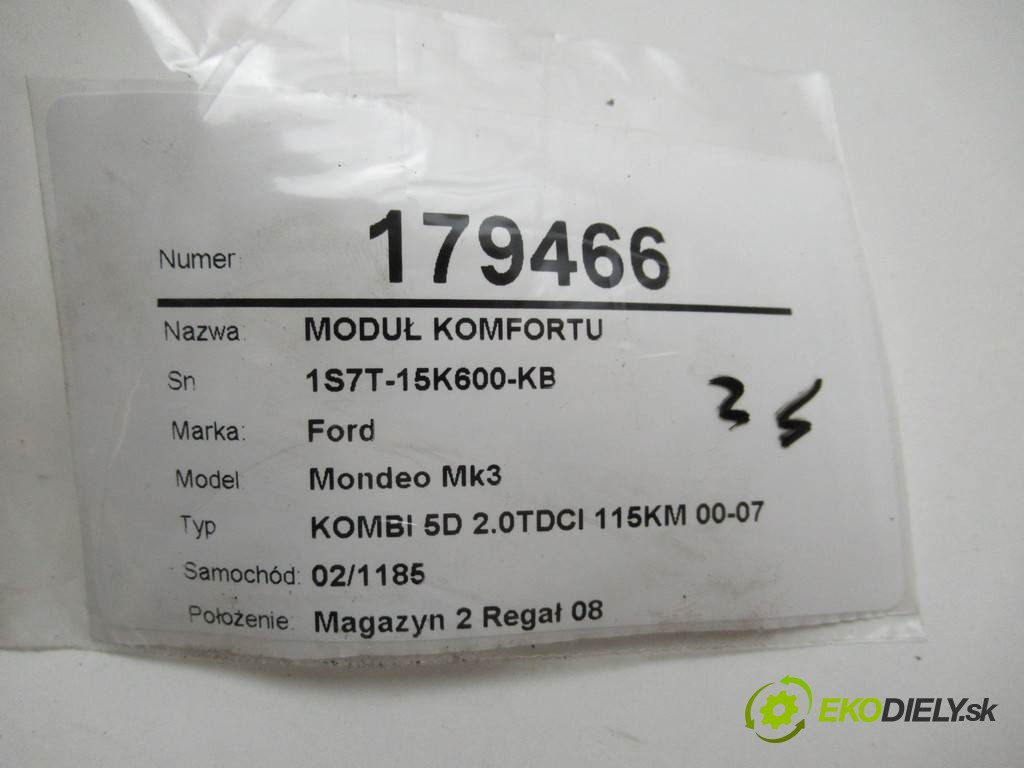 Numer: 179466
Nazwa: MODUŁ KOMFORTU
Sn 1S7T-15K600-KB
Marka: Ford
Model Mondeo Mk3
Typ KOMBI 5D 2.0TDCI 115KM 00-07
Samochód: 02/1185
Położenie: Magazyn 2 Regał 08
EKODIELY.sk